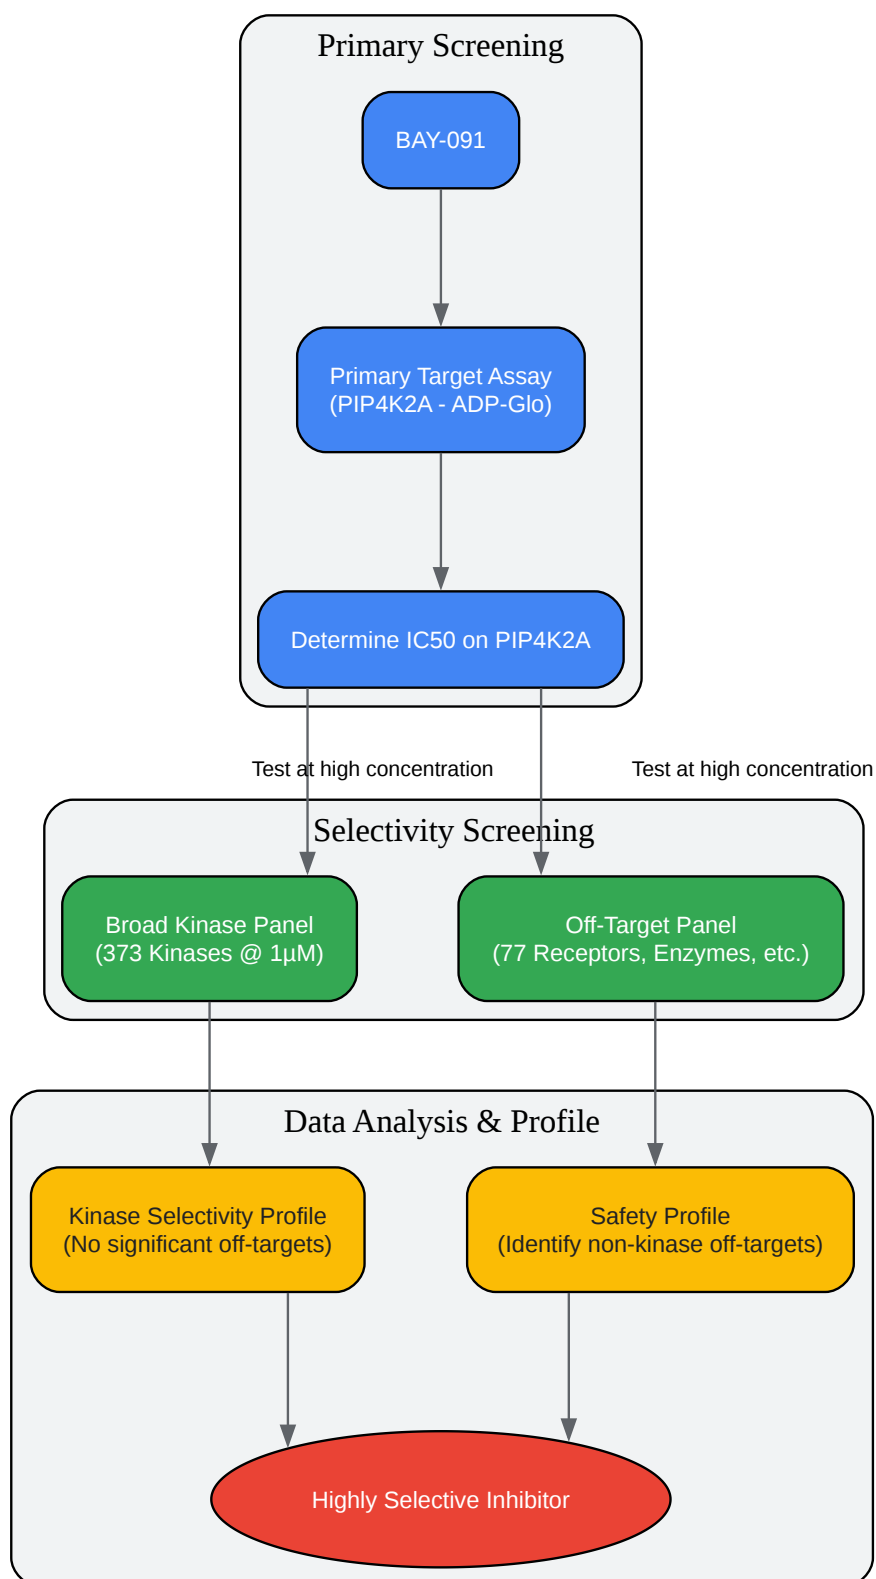 Primary Screening
BAY-091
Primary Target Assay
(PIP4K2A - ADP-Glo)
Determine IC50 on PIP4K2A
Test at high concentration
Test at high concentration
Selectivity Screening
Broad Kinase Panel
(373 Kinases @ 1µM)
Off-Target Panel
(77 Receptors, Enzymes, etc.)
Data Analysis & Profile
Kinase Selectivity Profile
(No significant off-targets)
Safety Profile
(Identify non-kinase off-targets)
Highly Selective Inhibitor